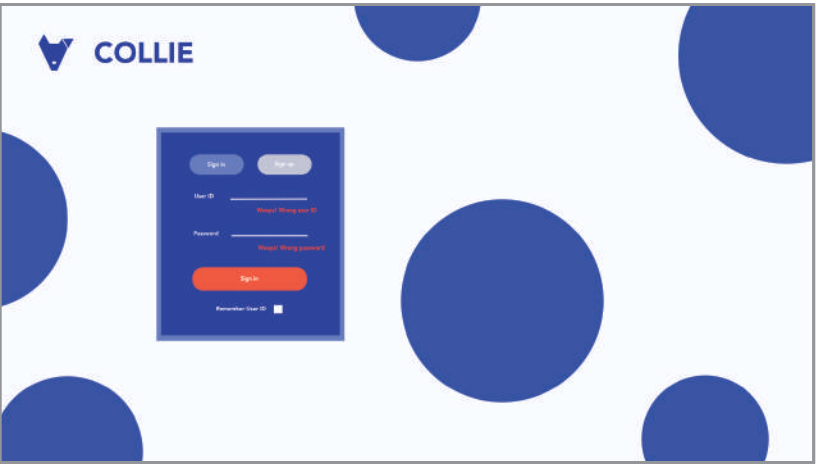 COLLIE
Sign in
Sign up
User ID
Woops! Wrong user ID
Password
Woops! Wrong password
Sign in
Remember User ID